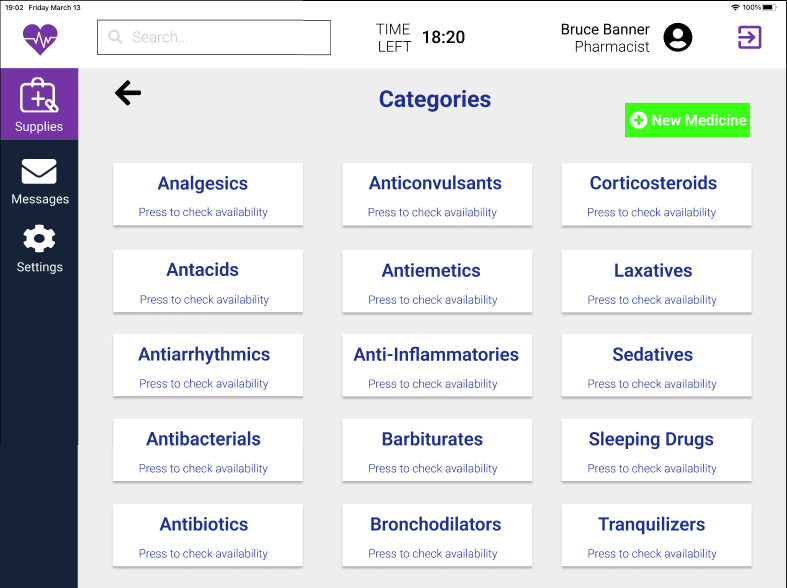 19:02 Friday March 13
100%
Search...
TIME
LEFT
18:20
Bruce Banner
Pharmacist
Supplies
Messages
Settings
Categories
New Medicine
Analgesics
Press to check availability
Anticonvulsants
Press to check availability
Corticosteroids
Press to check availability
Antacids
Press to check availability
Antiemetics
Press to check availability
Laxatives
Press to check availability
Antiarrhythmics
Press to check availability
Anti-Inflammatories
Press to check availability
Sedatives
Press to check availability
Antibacterials
Press to check availability
Barbiturates
Press to check availability
Sleeping Drugs
Press to check availability
Antibiotics
Press to check availability
Bronchodilators
Press to check availability
Tranquilizers
Press to check availability